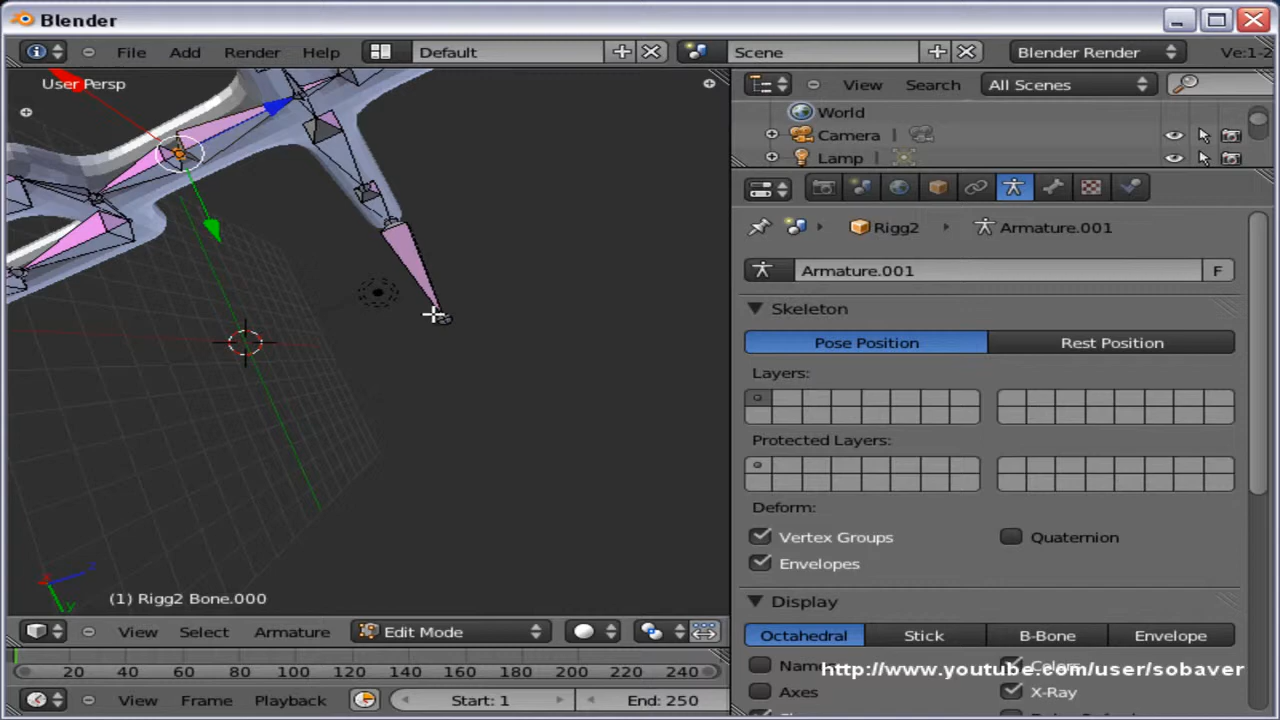 Blender
File Add Render Help Default Scene Blender Render Ve:1-2
User Persp
View Search All Scenes
World
Camera
Lamp
Rigg2 Armature.001
Armature.001 F
Skeleton
Pose Position Rest Position
Layers:
Protected Layers:
Deform:
Vertex Groups Quaternion
Envelopes
z
x
y
(1) Rigg2 Bone.000
Display
View Select Armature Edit Mode
Octahedral Stick B-Bone Envelope
http://www.youtube.com/user/sobaver
Colors
20 40 60 80 100 120 140 160 180 200 220 240
Axes X-Ray
View Frame Playback Start: 1 End: 250